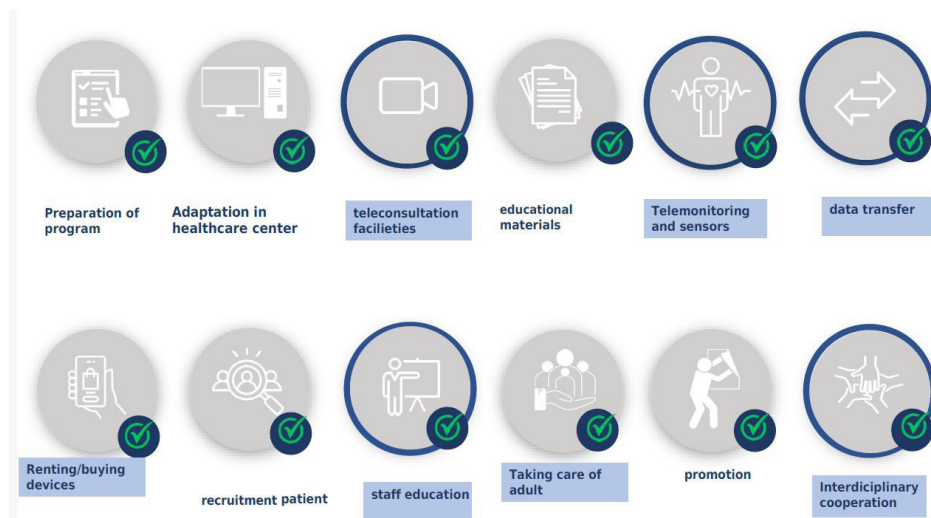 Preparation of
program
Adaptation in
healthcare center
teleconsultation
facilieties
educational
materials
Telemonitoring
and sensors
data transfer
Renting/buying
devices
recruitment patient
staff education
Taking care of
adult
promotion
Interdiciplinary
cooperation